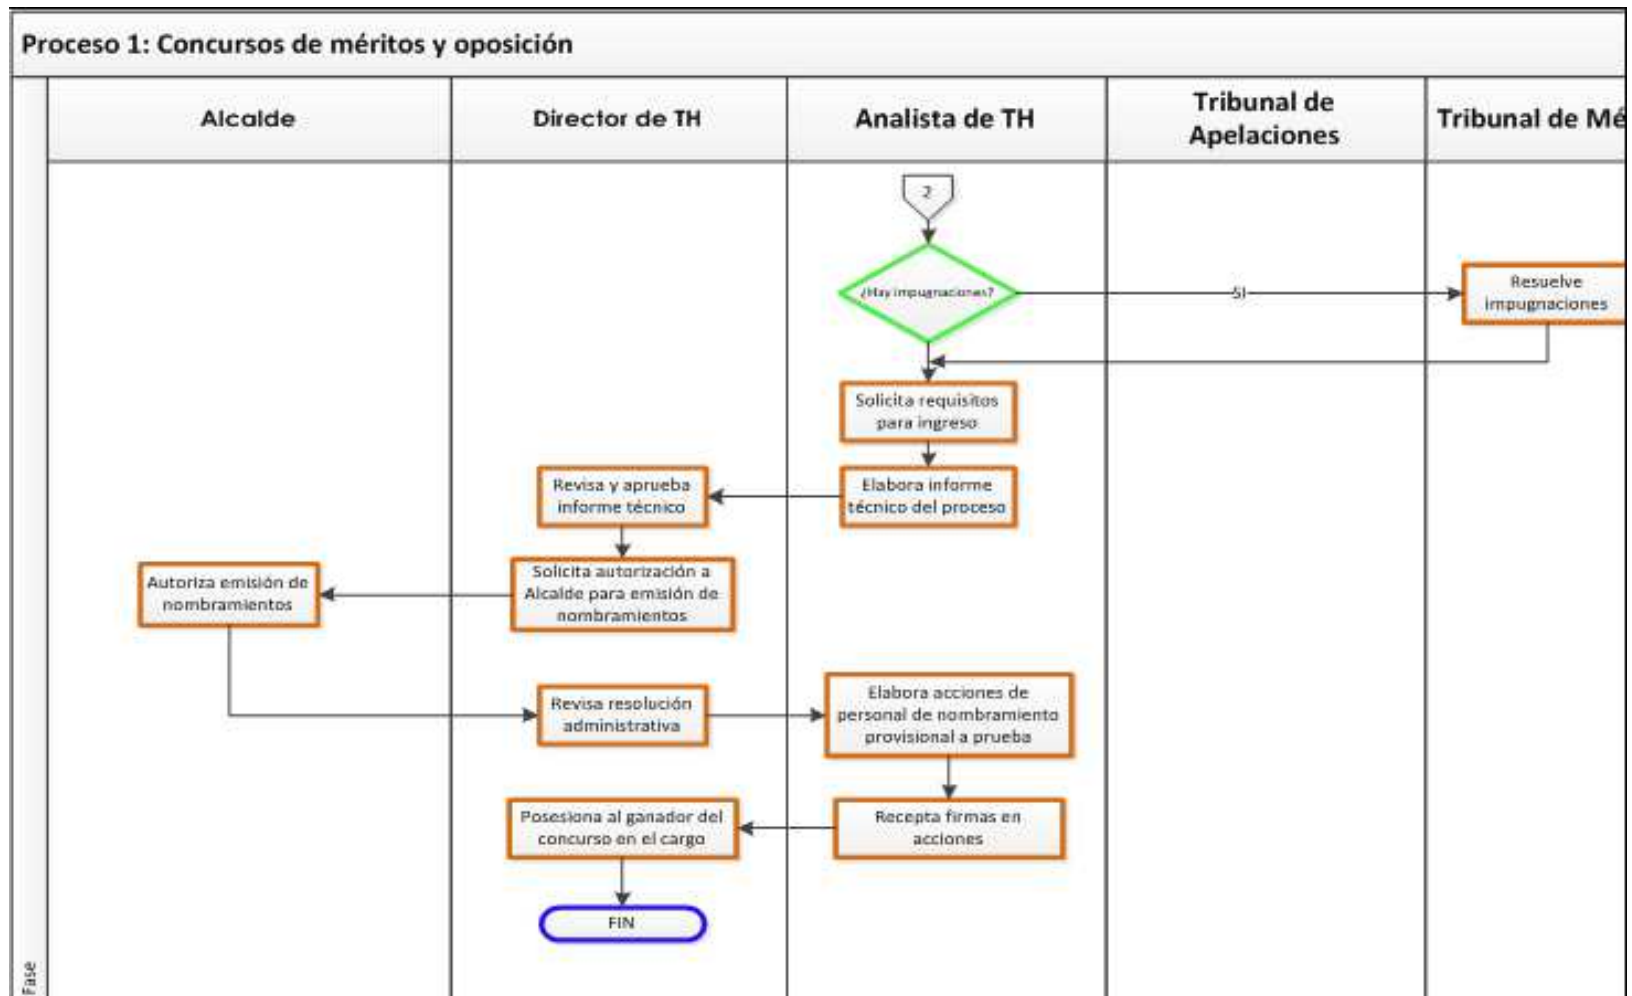 Proceso 1: Concursos de méritos y oposición
Alcalde
Director de TH
Analista de TH
Tribunal de
Apelaciones
Tribunal de Mé
2
¿Hay impugnaciones?
SI
Resuelve
impugnaciones
Solicita requisitos
para ingreso
Revisa y aprueba
informe técnico
Elabora informe
técnico del proceso
Autoriza emisión de
nombramientos
Solicita autorización a
Alcalde para emisión de
nombramientos
Revisa resolución
administrativa
Elabora acciones de
personal de nombramiento
provisional a prueba
Posesiona al ganador del
concurso en el cargo
Recepta firmas en
acciones
FIN
Fase